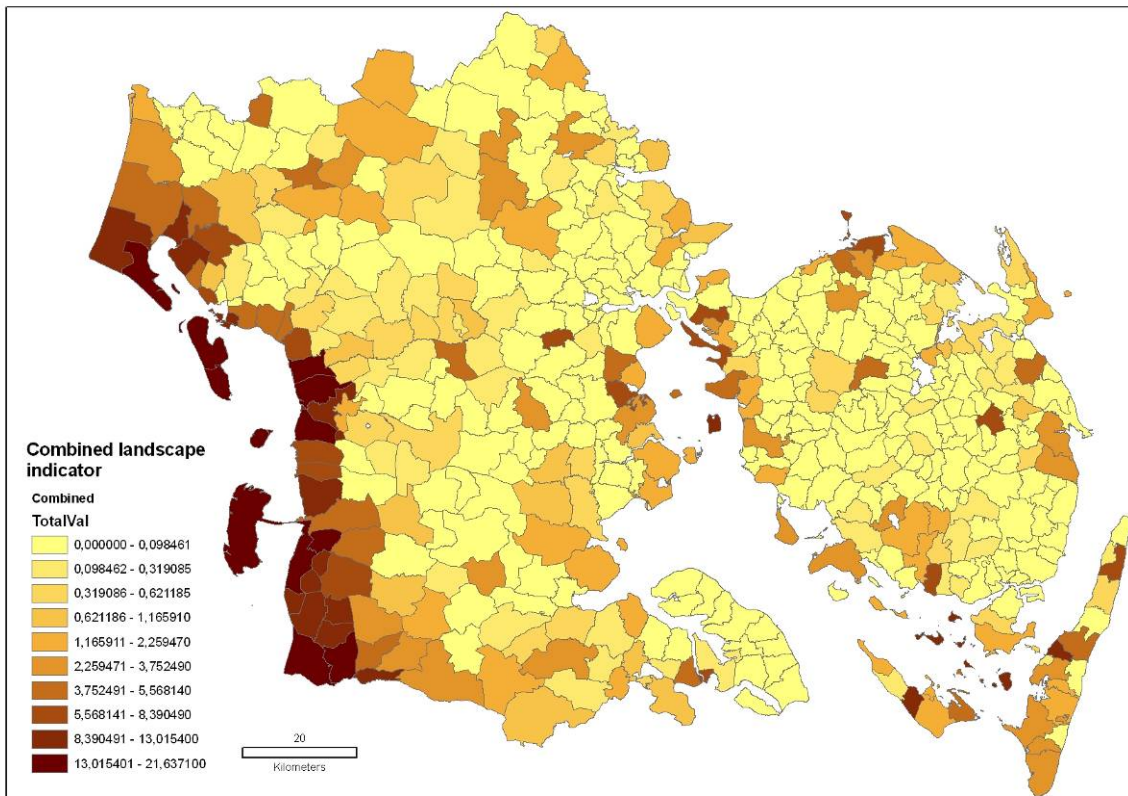 Combined landscape
indicator
Combined
TotalVal
0,000000 - 0,098461
0,098462 - 0,319085
0,319086 - 0,621185
0,621186 - 1,165910
1,165911 - 2,259470
2,259471 - 3,752490
3,752491 - 5,568140
5,568141 - 8,390490
8,390491 - 13,015400
13,015401 - 21,637100
20
Kilometers